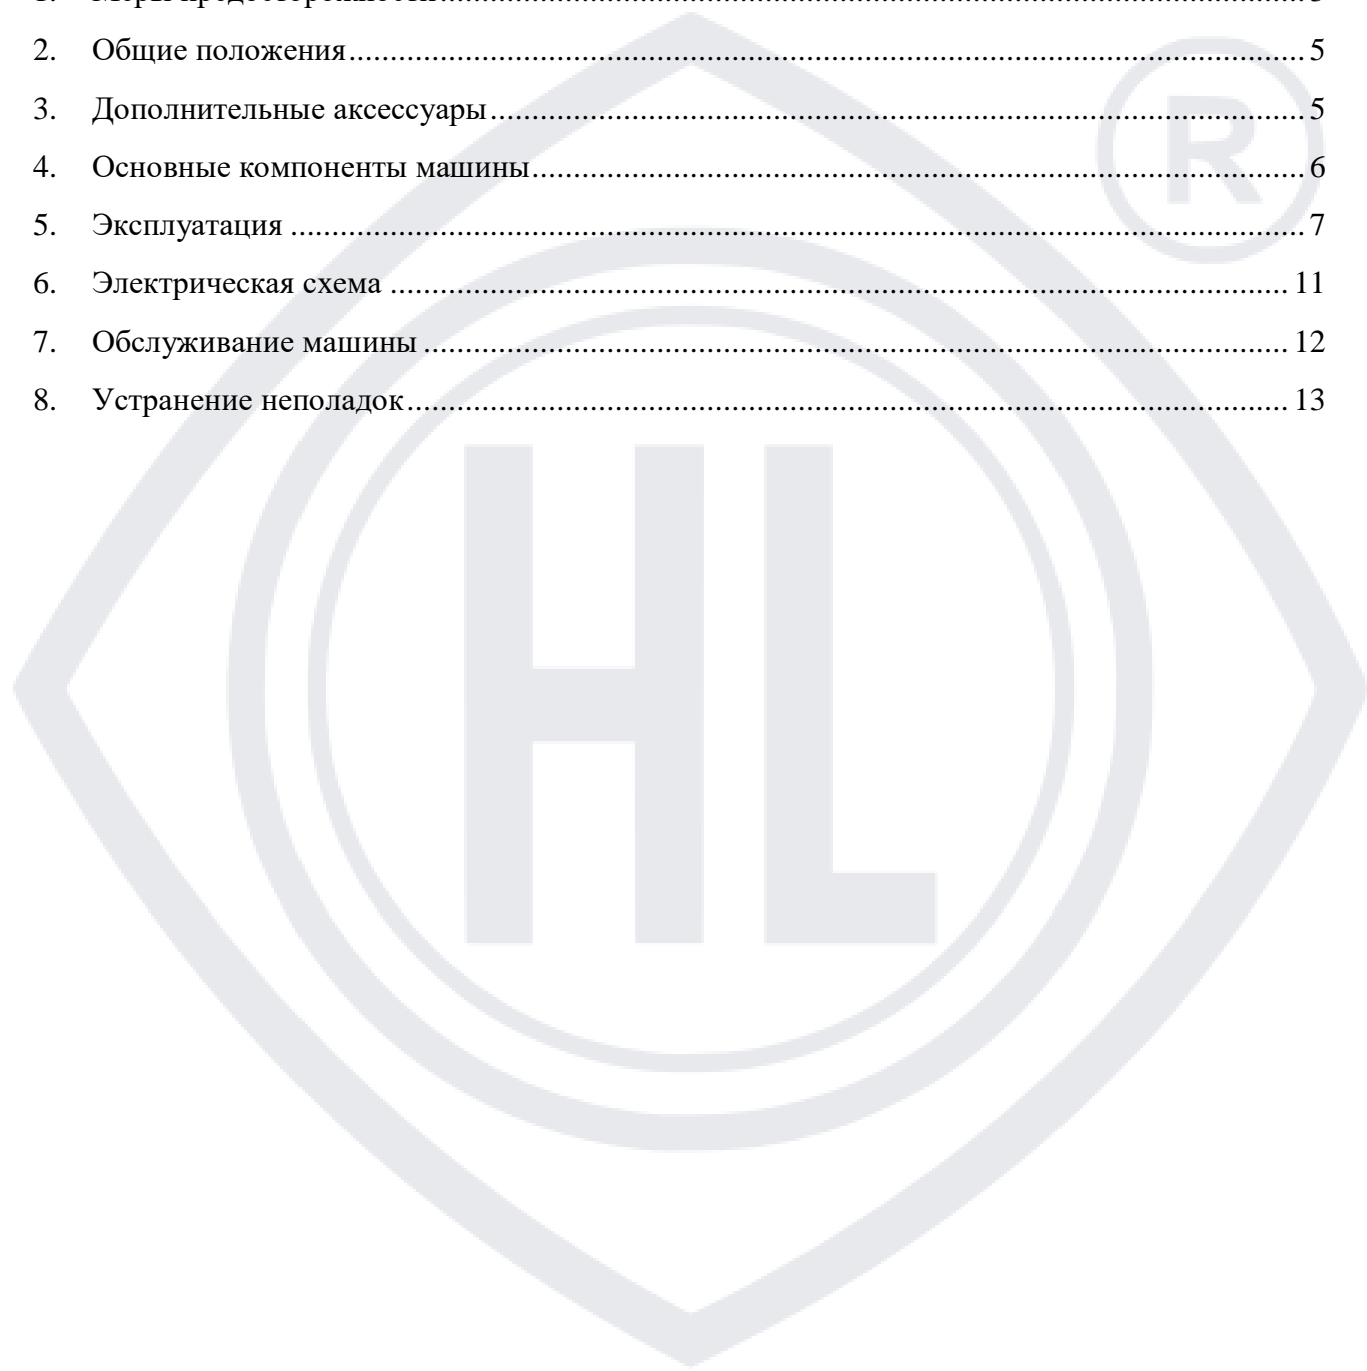 2. Общие положения 5
3. Дополнительные аксессуары 5
4. Основные компоненты машины 6
5. Эксплуатация 7
6. Электрическая схема 11
7. Обслуживание машины 12
8. Устранение неполадок 13
R
HL